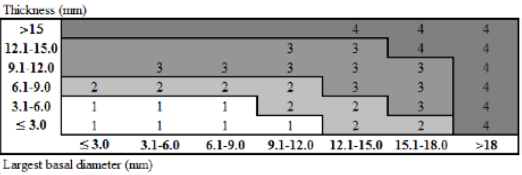 Thickness (mm)
>15 4 4 4
12.1-15.0 3 3 4 4
9.1-12.0 3 3 3 3 3 4
6.1-9.0 2 2 2 2 3 3 4
3.1-6.0 1 1 1 2 2 3 4
≤ 3.0 1 1 1 1 2 2 4
≤ 3.0 3.1-6.0 6.1-9.0 9.1-12.0 12.1-15.0 15.1-18.0 >18
Largest basal diameter (mm)